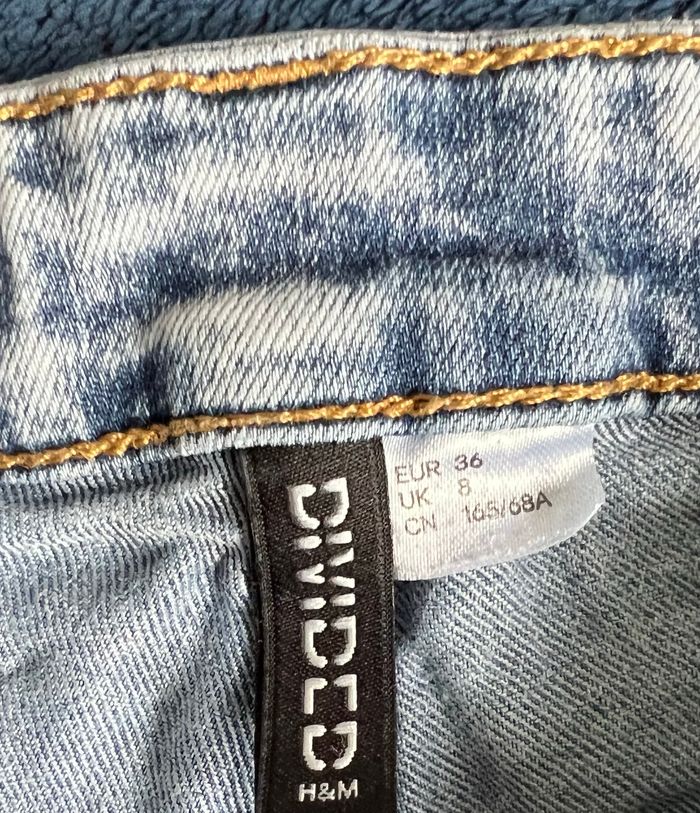 EUR 36
UK 8
CN 165/68A
DIVIDED
H&M